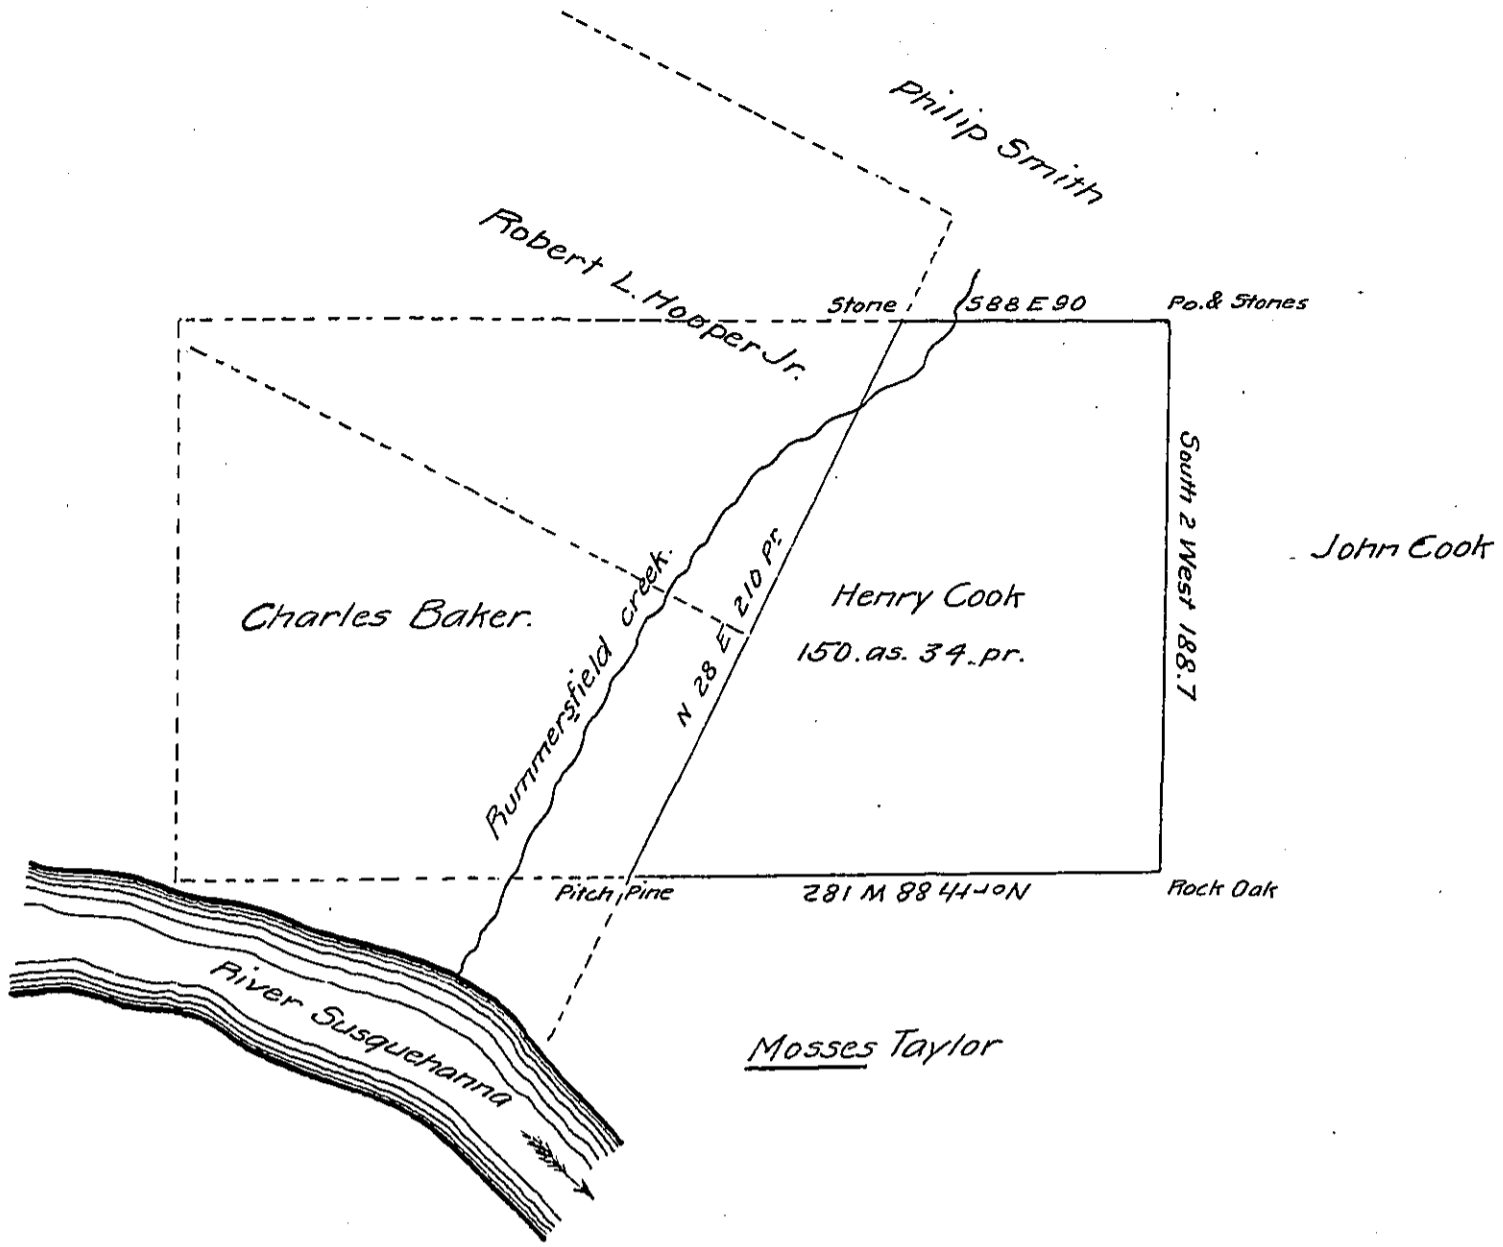 Philip Smith
Robert L. Hooper Jr.
Stone
S 88 E 90
Po. & Stones
South 2 West 188.7
John Cook
N 28 E 210 Pr.
Henry Cook
150. as. 34. pr.
Charles Baker.
Rummersfield creek.
Pitch Pine
North 88 W 182
Rock Oak
River Susquehanna
Mosses Taylor